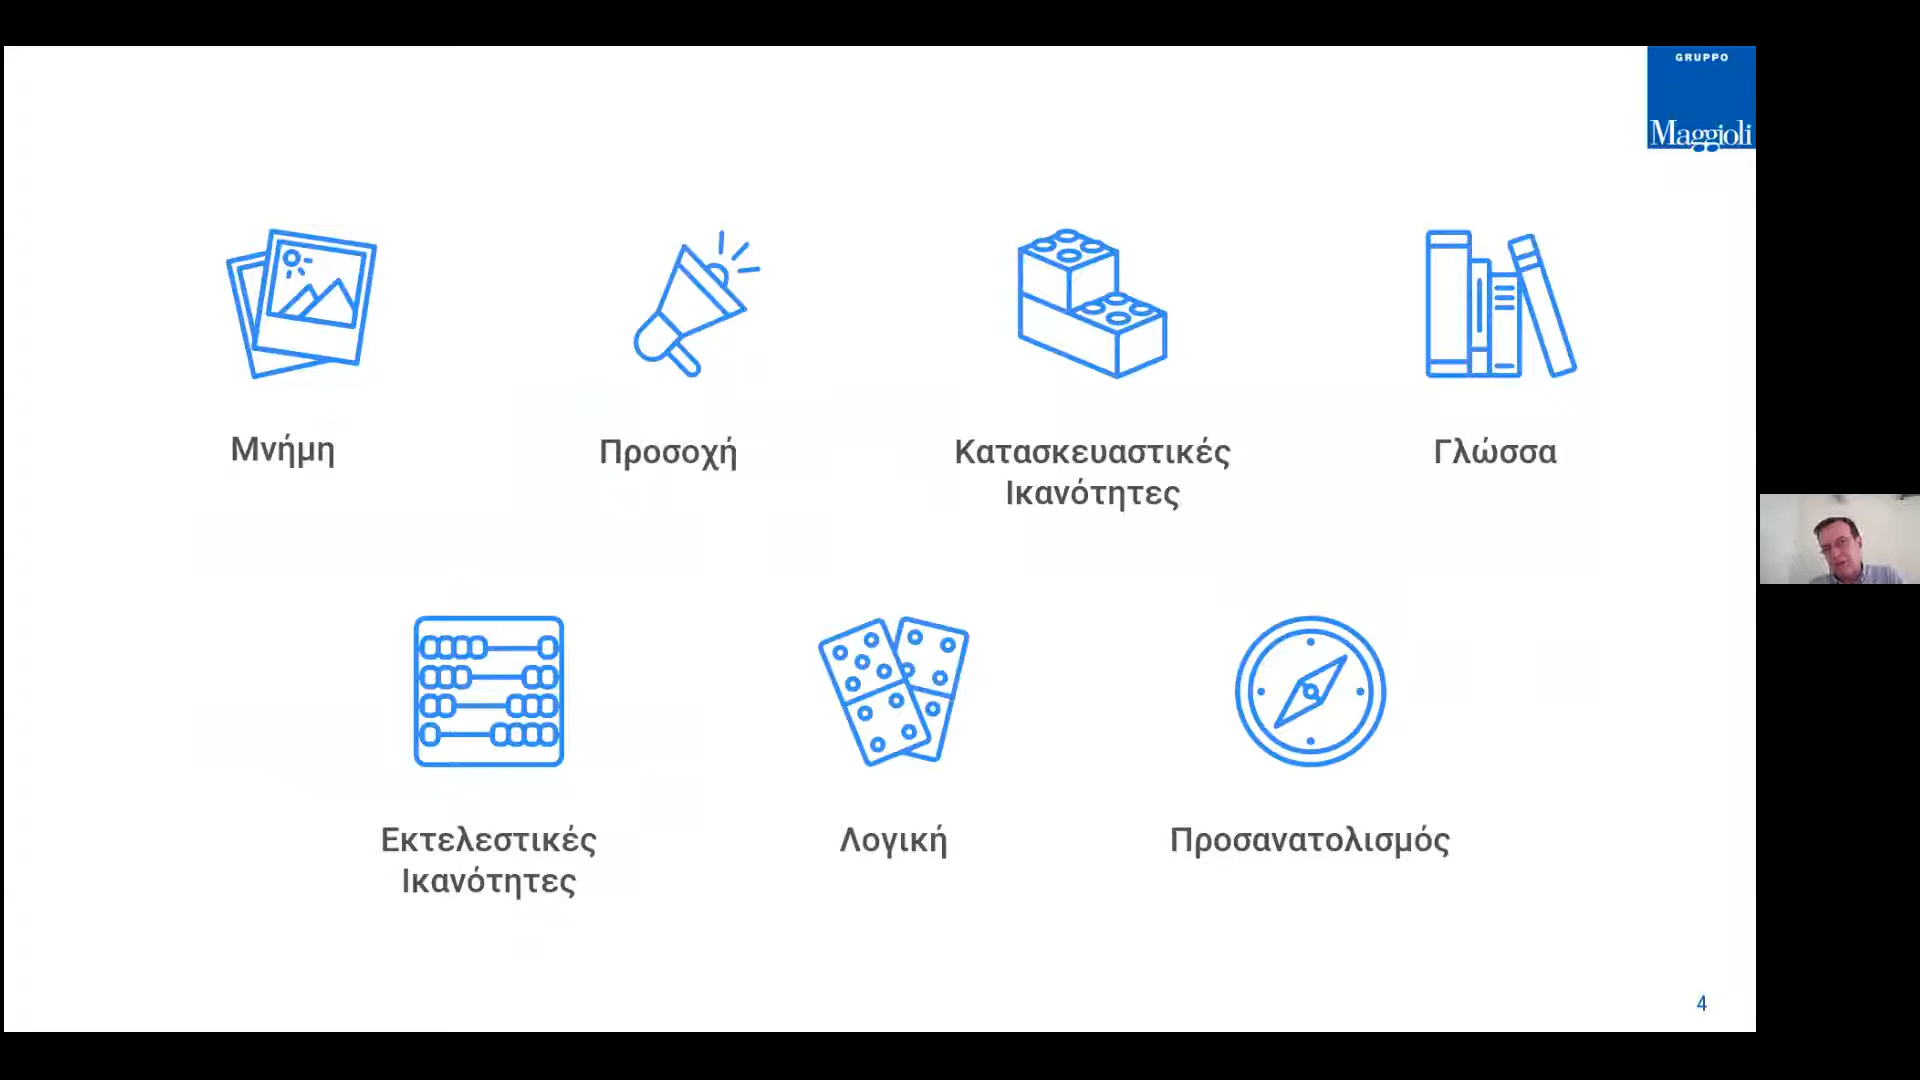 GRUPPO
Maggioli
Μνήμη
Προσοχή
Κατασκευαστικές
Ικανότητες
Γλώσσα
Εκτελεστικές
Ικανότητες
Λογική
Προσανατολισμός
4